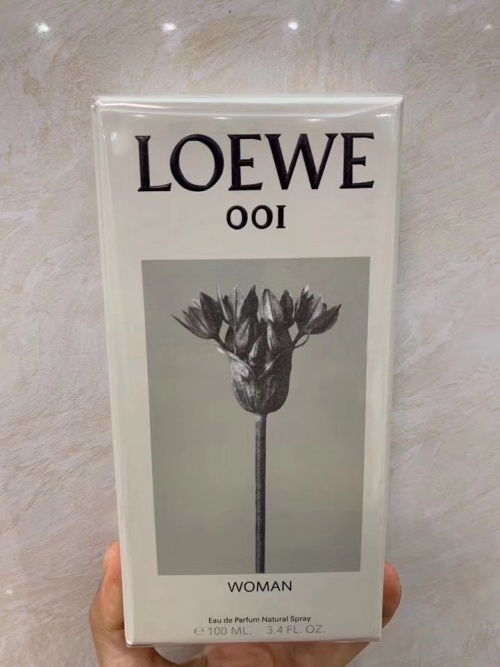 LOEWE
001
WOMAN
Eau de Parfum Natural Spray
℮ 100 ML. 3.4 FL. OZ.